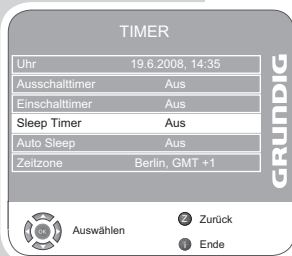 TIMER
Uhr 19.6.2008, 14:35
Ausschalttimer Aus
Einschalttimer Aus
Sleep Timer Aus
Auto Sleep Aus
Zeitzone Berlin, GMT +1
GRUNDIG
OK Auswählen
Z Zurück
i Ende